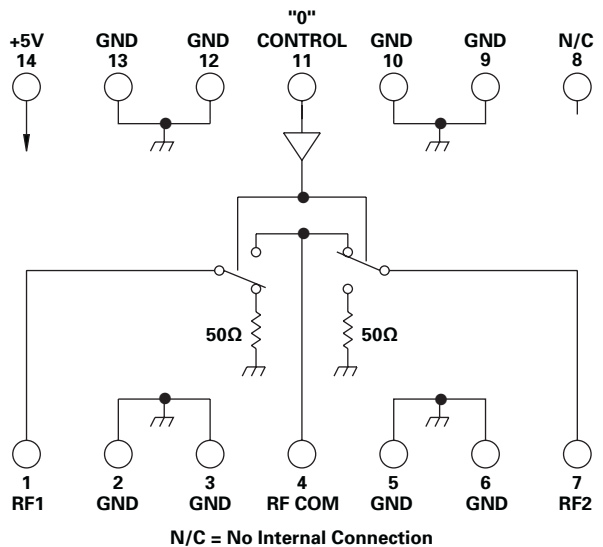 "0"
+5V GND GND CONTROL GND GND N/C
14 13 12 11 10 9 8
50Ω 50Ω
1 2 3 4 5 6 7
RF1 GND GND RF COM GND GND RF2
N/C = No Internal Connection